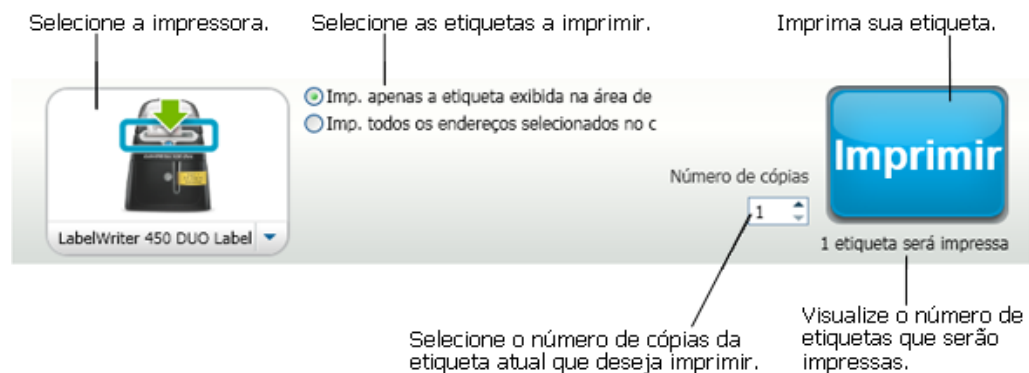 Selecione a impressora.
Selecione as etiquetas a imprimir.
Imprima sua etiqueta.
Imp. apenas a etiqueta exibida na área de
Imp. todos os endereços selecionados no c
Imprimir
Número de cópias
1
LabelWriter 450 DUO Label
1 etiqueta será impressa
Selecione o número de cópias da
etiqueta atual que deseja imprimir.
Visualize o número de
etiquetas que serão
impressas.